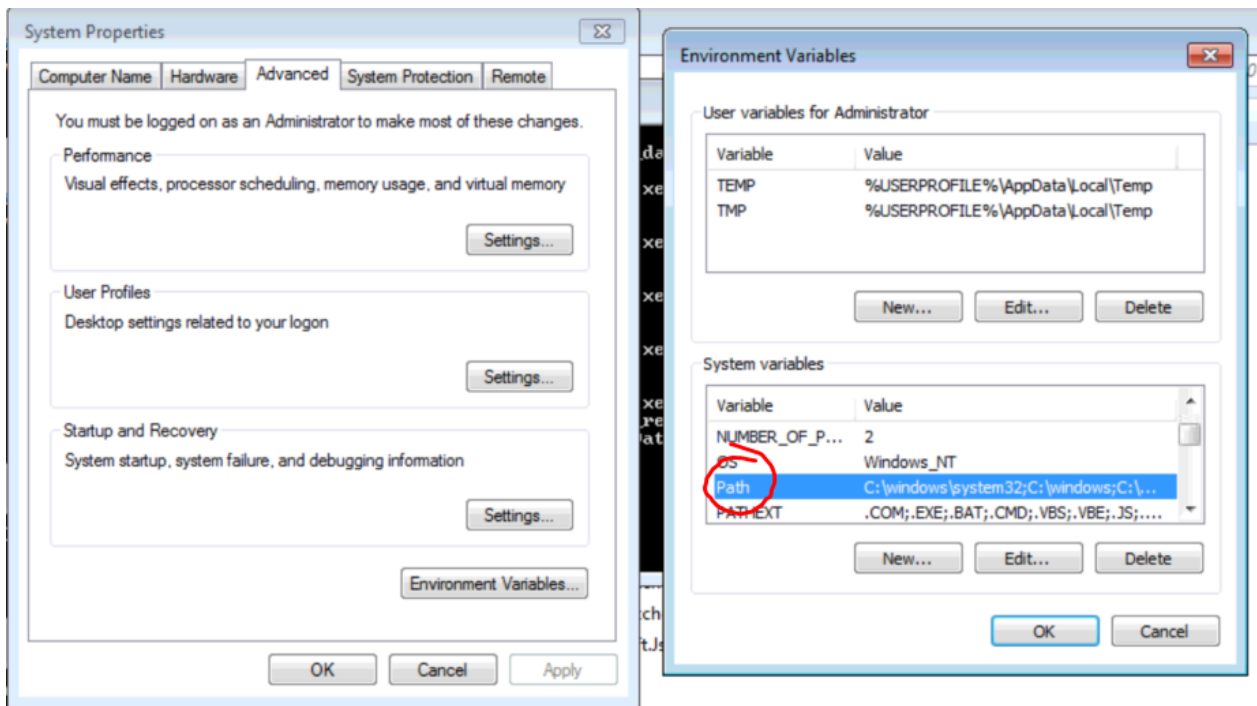 System Properties
Computer Name Hardware Advanced System Protection Remote
You must be logged on as an Administrator to make most of these changes.
Performance
Visual effects, processor scheduling, memory usage, and virtual memory
Settings...
User Profiles
Desktop settings related to your logon
Settings...
Startup and Recovery
System startup, system failure, and debugging information
Settings...
Environment Variables...
OK Cancel Apply
Environment Variables
User variables for Administrator
Variable Value
TEMP %USERPROFILE%\AppData\Local\Temp
TMP %USERPROFILE%\AppData\Local\Temp
New... Edit... Delete
System variables
Variable Value
NUMBER_OF_P... 2
OS Windows_NT
Path C:\windows\system32;C:\windows;C:\...
PATHEXT .COM;.EXE;.BAT;.CMD;.VBS;.VBE;.JS;....
New... Edit... Delete
OK Cancel